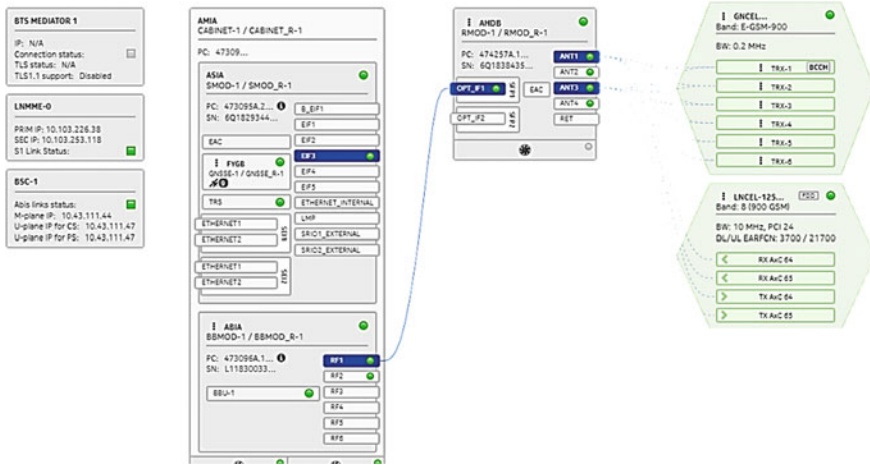 BTS MEDIATOR 1
IP: N/A
Connection status:
TLS status: N/A
TLS1.1 support: Disabled
LNMME-0
PRIM IP: 10.103.226.38
SEC IP: 10.103.253.118
S1 Link Status:
BSC-1
Abis links status:
M-plane IP: 10.43.111.44
U-plane IP for CS: 10.43.111.47
U-plane IP for PS: 10.43.111.47
AMIA
CABINET-1 / CABINET_R-1
PC: 47309...
ASIA
SMOD-1 / SMOD_R-1
PC: 473095A.2...
SN: 6Q1829344...
EAC
FYGB
GNSSE-1 / GNSSE_R-1
TRS
ETHERNET1
ETHERNET2
SEI1
ETHERNET1
ETHERNET2
SEI2
B_EIF1
EIF1
EIF2
EIF3
EIF4
EIF5
ETHERNET_INTERNAL
LMP
SRIO1_EXTERNAL
SRIO2_EXTERNAL
ABIA
BBMOD-1 / BBMOD_R-1
PC: 473096A.1...
SN: L11830033...
BBU-1
RF1
RF2
RF3
RF4
RF5
RF6
AHDB
RMOD-1 / RMOD_R-1
PC: 474257A.1...
SN: 6Q1838435...
OPT_IF1
SFP1
EAC
OPT_IF2
SFP2
ANT1
ANT2
ANT3
ANT4
RET
GNCEL...
Band: E-GSM-900
BW: 0.2 MHz
TRX-1 BCCH
TRX-2
TRX-3
TRX-4
TRX-5
TRX-6
LNCEL-125... FDD
Band: 8 (900 GSM)
BW: 10 MHz, PCI 24
DL/UL EARFCN: 3700 / 21700
RX AxC 64
RX AxC 65
TX AxC 64
TX AxC 65